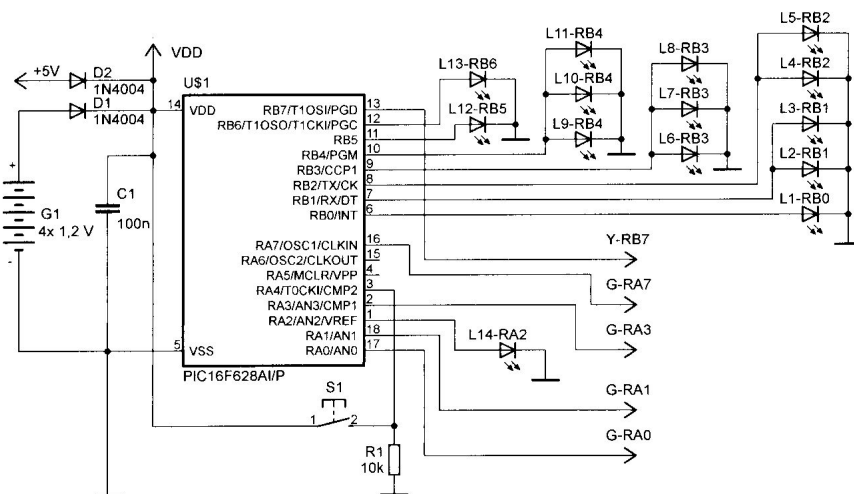 L5-RB2
L11-RB4
VDD
L8-RB3
L13-RB6
+5V
D2
1N4004
L4-RB2
U$1
L10-RB4
D1
1N4004
14
VDD
RB7/T1OSI/PGD
13
L12-RB5
L7-RB3
L3-RB1
RB6/T1OSO/T1CKI/PGC
12
L9-RB4
RB5
11
L6-RB3
RB4/PGM
10
L2-RB1
+
RB3/CCP1
9
RB2/TX/CK
8
C1
RB1/RX/DT
7
L1-RB0
G1
100n
RB0/INT
6
4x 1,2 V
Y-RB7
RA7/OSC1/CLKIN
16
-
RA6/OSC2/CLKOUT
15
RA5/MCLR/VPP
4
G-RA7
RA4/T0CKI/CMP2
3
RA3/AN3/CMP1
2
RA2/AN2/VREF
1
G-RA3
L14-RA2
RA1/AN1
18
5
VSS
RA0/AN0
17
PIC16F628AI/P
S1
G-RA1
1
2
G-RA0
R1
10k